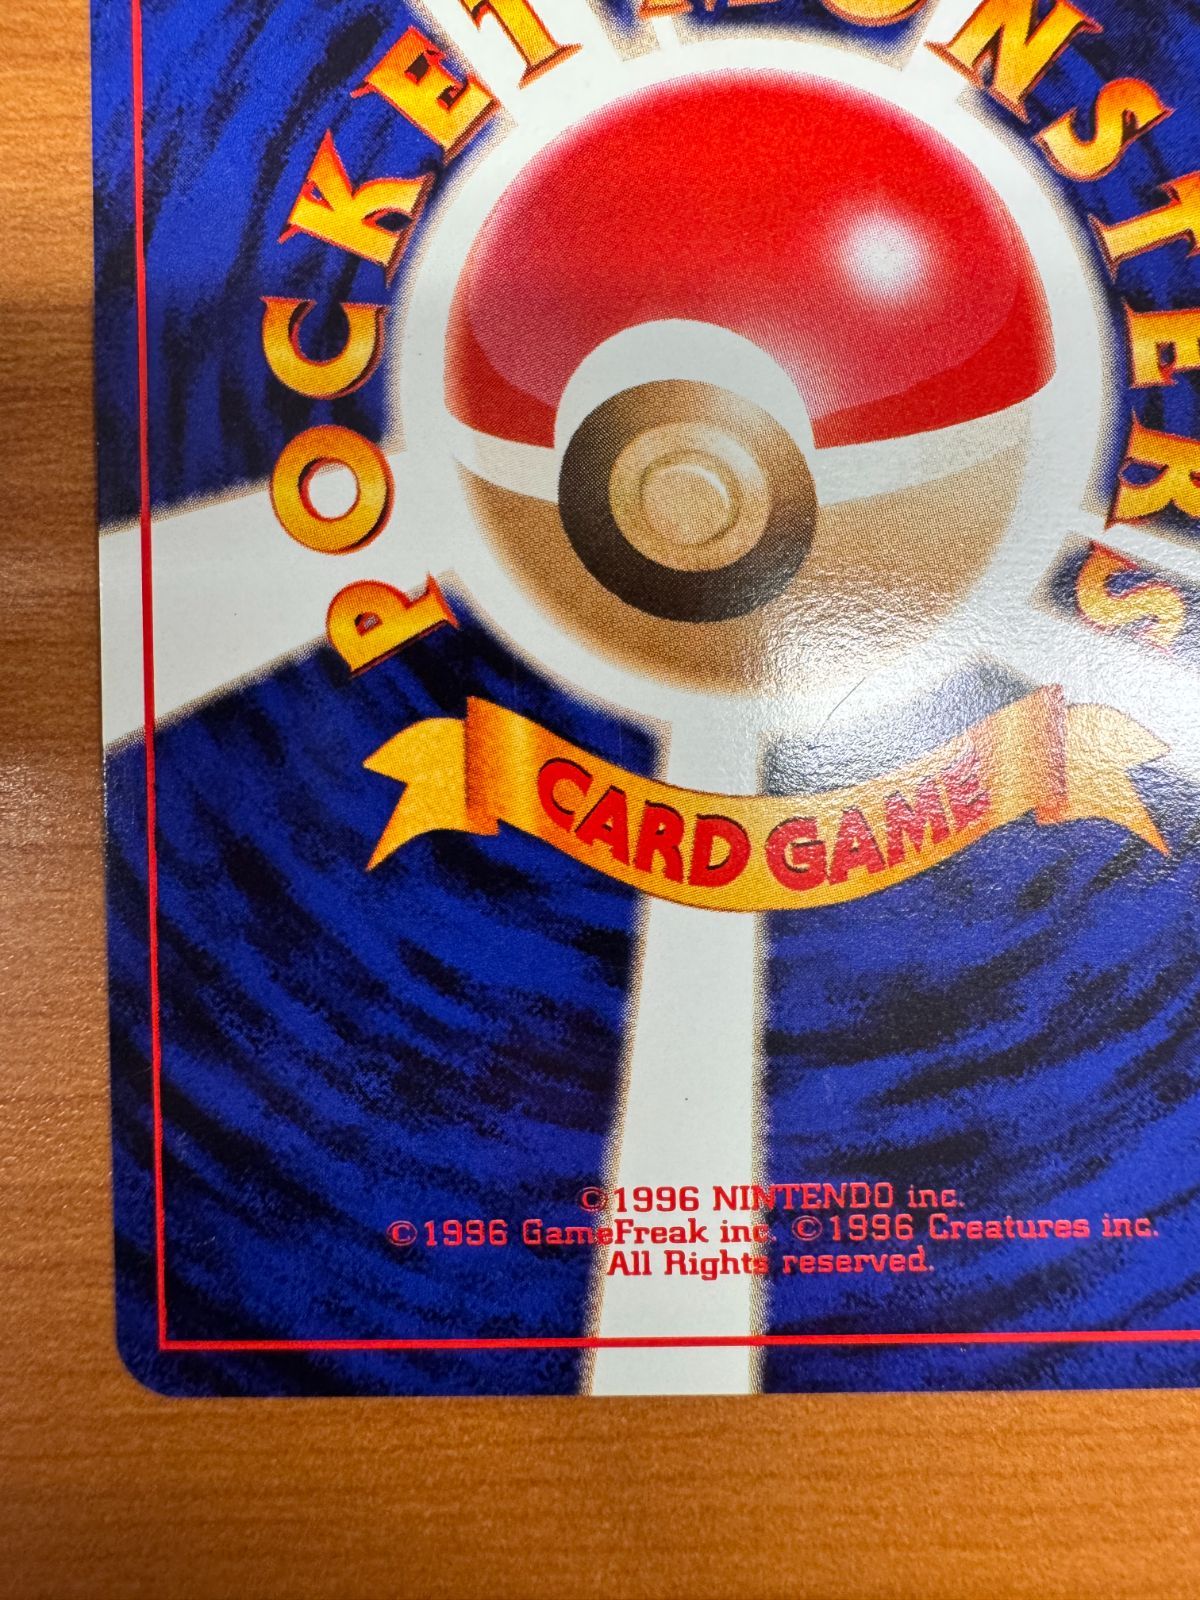 POCKET MONSTERS
CARD GAME
©1996 NINTENDO inc.
©1996 GameFreak inc. ©1996 Creatures inc.
All Rights reserved.